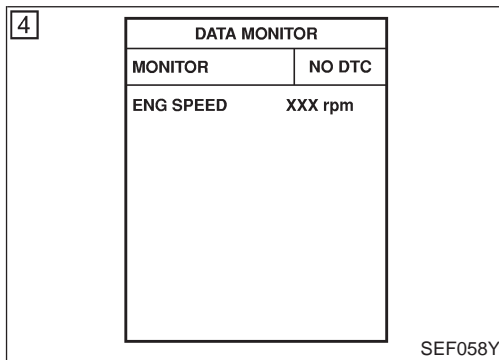 4
DATA MONITOR
MONITOR NO DTC
ENG SPEED XXX rpm
SEF058Y